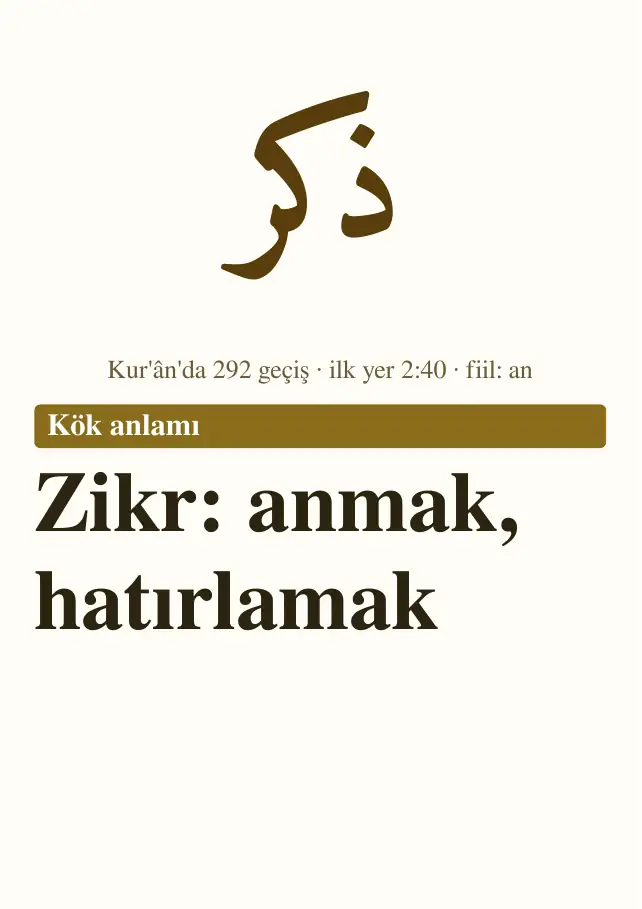 ذكر
Kur'ân'da 292 geçiş · ilk yer 2:40 · fiil: an
Kök anlamı
Zikr: anmak,
hatırlamak